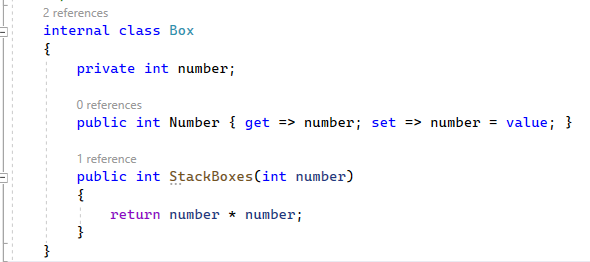 2 references
internal class Box
{
private int number;
0 references
public int Number { get => number; set => number = value; }
1 reference
public int StackBoxes(int number)
{
return number * number;
}
}